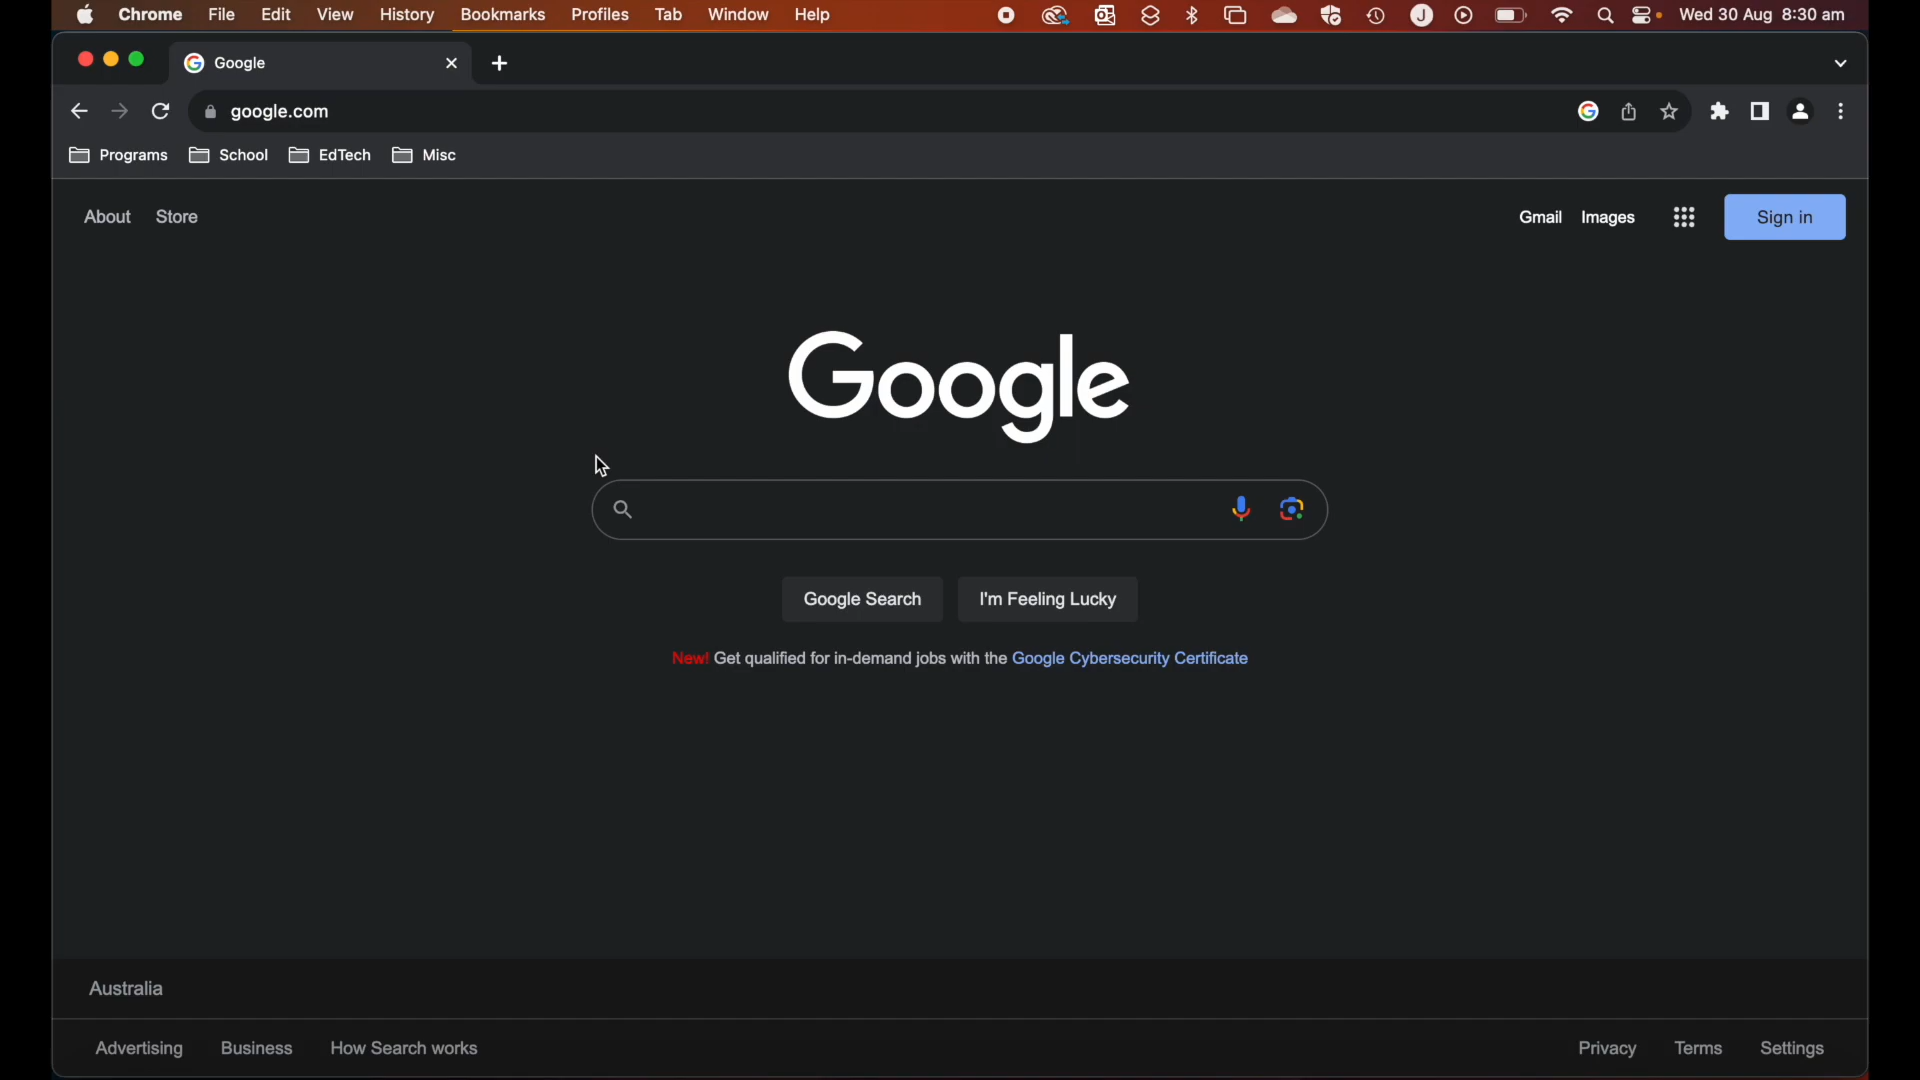 Chrome File Edit View History Bookmarks Profiles Tab Window Help J Wed 30 Aug 8:30 am
Google
google.com
Programs School EdTech Misc
About Store Gmail Images Sign in
Google
Google Search I'm Feeling Lucky
New! Get qualified for in-demand jobs with the Google Cybersecurity Certificate
Australia
Advertising Business How Search works Privacy Terms Settings